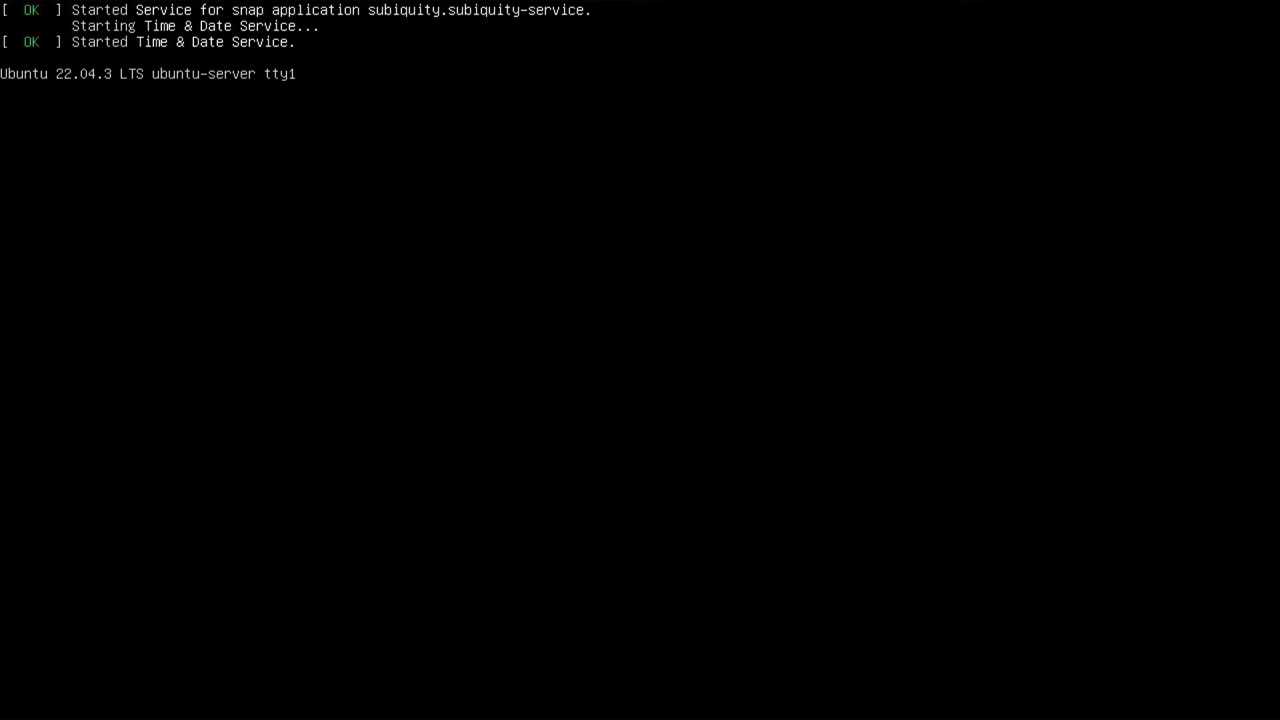 [  OK  ] Started Service for snap application subiquity.subiquity-service.
         Starting Time & Date Service...
[  OK  ] Started Time & Date Service.
Ubuntu 22.04.3 LTS ubuntu-server tty1